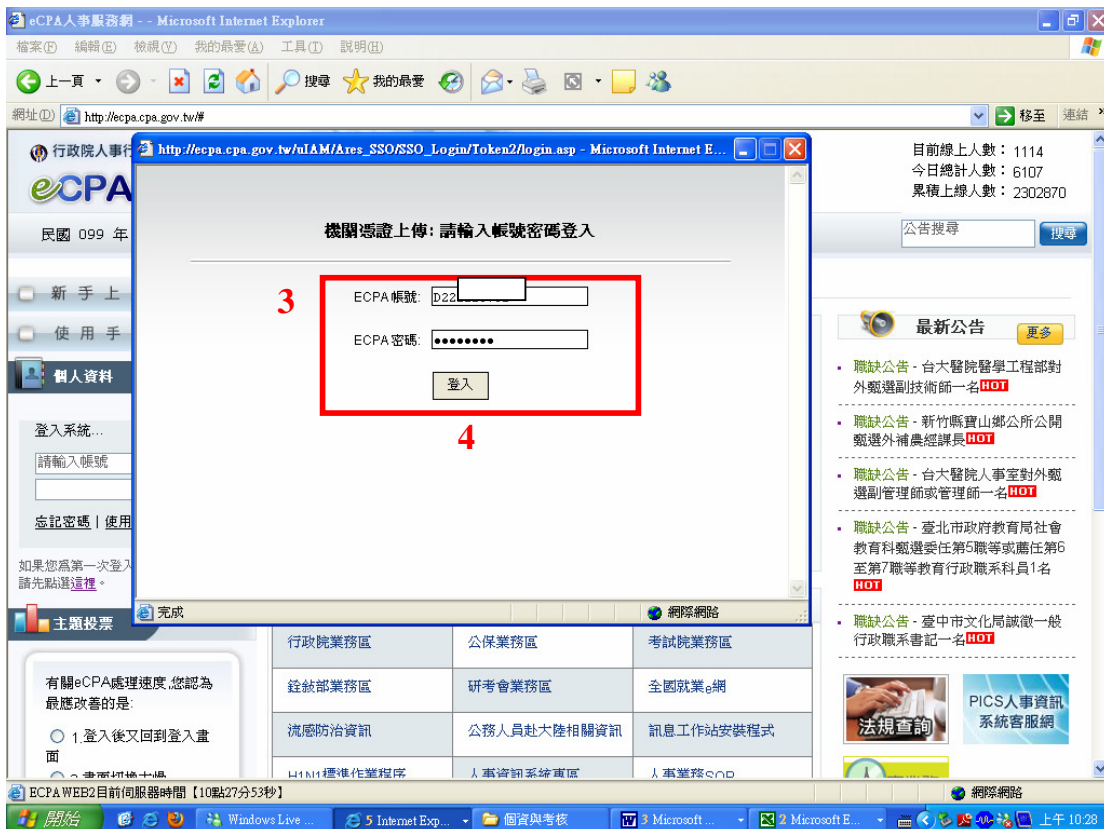 eCPA人事服務網 - - Microsoft Internet Explorer
檔案(F) 編輯(E) 檢視(V) 我的最愛(A) 工具(T) 說明(H)
上一頁 搜尋 我的最愛
網址(D) http://ecpa.cpa.gov.tw/# 移至 連結
行政院人事行
eCPA
民國 099 年
目前線上人數： 1114
今日總計人數： 6107
累積上線人數： 2302870
公告搜尋 搜尋
新 手 上
使 用 手
個人資料
登入系統...
請輸入帳號
忘記密碼 | 使用
如果您為第一次登入
請先點選這裡。
主題投票
有關eCPA處理速度,您認為
最應改善的是:
1.登入後又回到登入畫
面
http://ecpa.cpa.gov.tw/uIAM/Ares_SSO/SSO_Login/Token2/login.asp - Microsoft Internet E...
機關憑證上傳: 請輸入帳號密碼登入
3
ECPA帳號: D22
ECPA密碼: ●●●●●●●●
登入
4
完成 網際網路
行政院業務區 公保業務區 考試院業務區
銓敘部業務區 研考會業務區 全國就業e網
流感防治資訊 公務人員赴大陸相關資訊 訊息工作站安裝程式
H1N1標準作業程序 人事資訊系統專區 人事業務SOP
最新公告 更多
職缺公告 - 台大醫院醫學工程部對
外甄選副技術師一名HOT
職缺公告 - 新竹縣寶山鄉公所公開
甄選外補農經課長HOT
職缺公告 - 台大醫院人事室對外甄
選副管理師或管理師一名HOT
職缺公告 - 臺北市政府教育局社會
教育科甄選委任第5職等或薦任第6
至第7職等教育行政職系科員1名
HOT
職缺公告 - 臺中市文化局誠徵一般
行政職系書記一名HOT
法規查詢
PICS人事資訊
系統客服網
ECPA WEB2目前伺服器時間【10點27分53秒】 網際網路
開始 Windows Live ... 5 Internet Exp... 個資與考核 3 Microsoft ... 2 Microsoft E... 上午 10:28